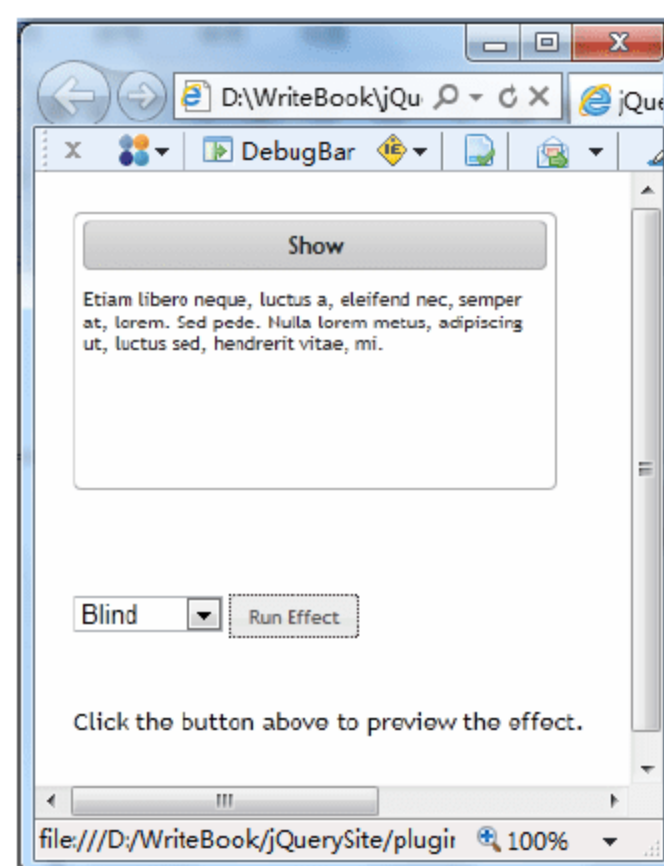 D:\WriteBook\jQu
jQue
x
DebugBar
Show
Etiam libero neque, luctus a, eleifend nec, semper
at, lorem. Sed pede. Nulla lorem metus, adipiscing
ut, luctus sed, hendrerit vitae, mi.
Blind
Run Effect
Click the button above to preview the effect.
file:///D:/WriteBook/jQuerySite/plugin
100%